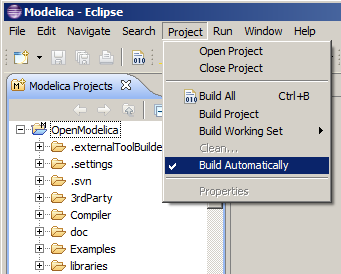 Modelica - Eclipse
File Edit Navigate Search Project Run Window Help
Open Project
Close Project
Build All Ctrl+B
Build Project
Build Working Set
Clean...
Build Automatically
Properties
Modelica Projects
OpenModelica
.externalToolBuilde
.settings
.svn
3rdParty
Compiler
doc
Examples
libraries